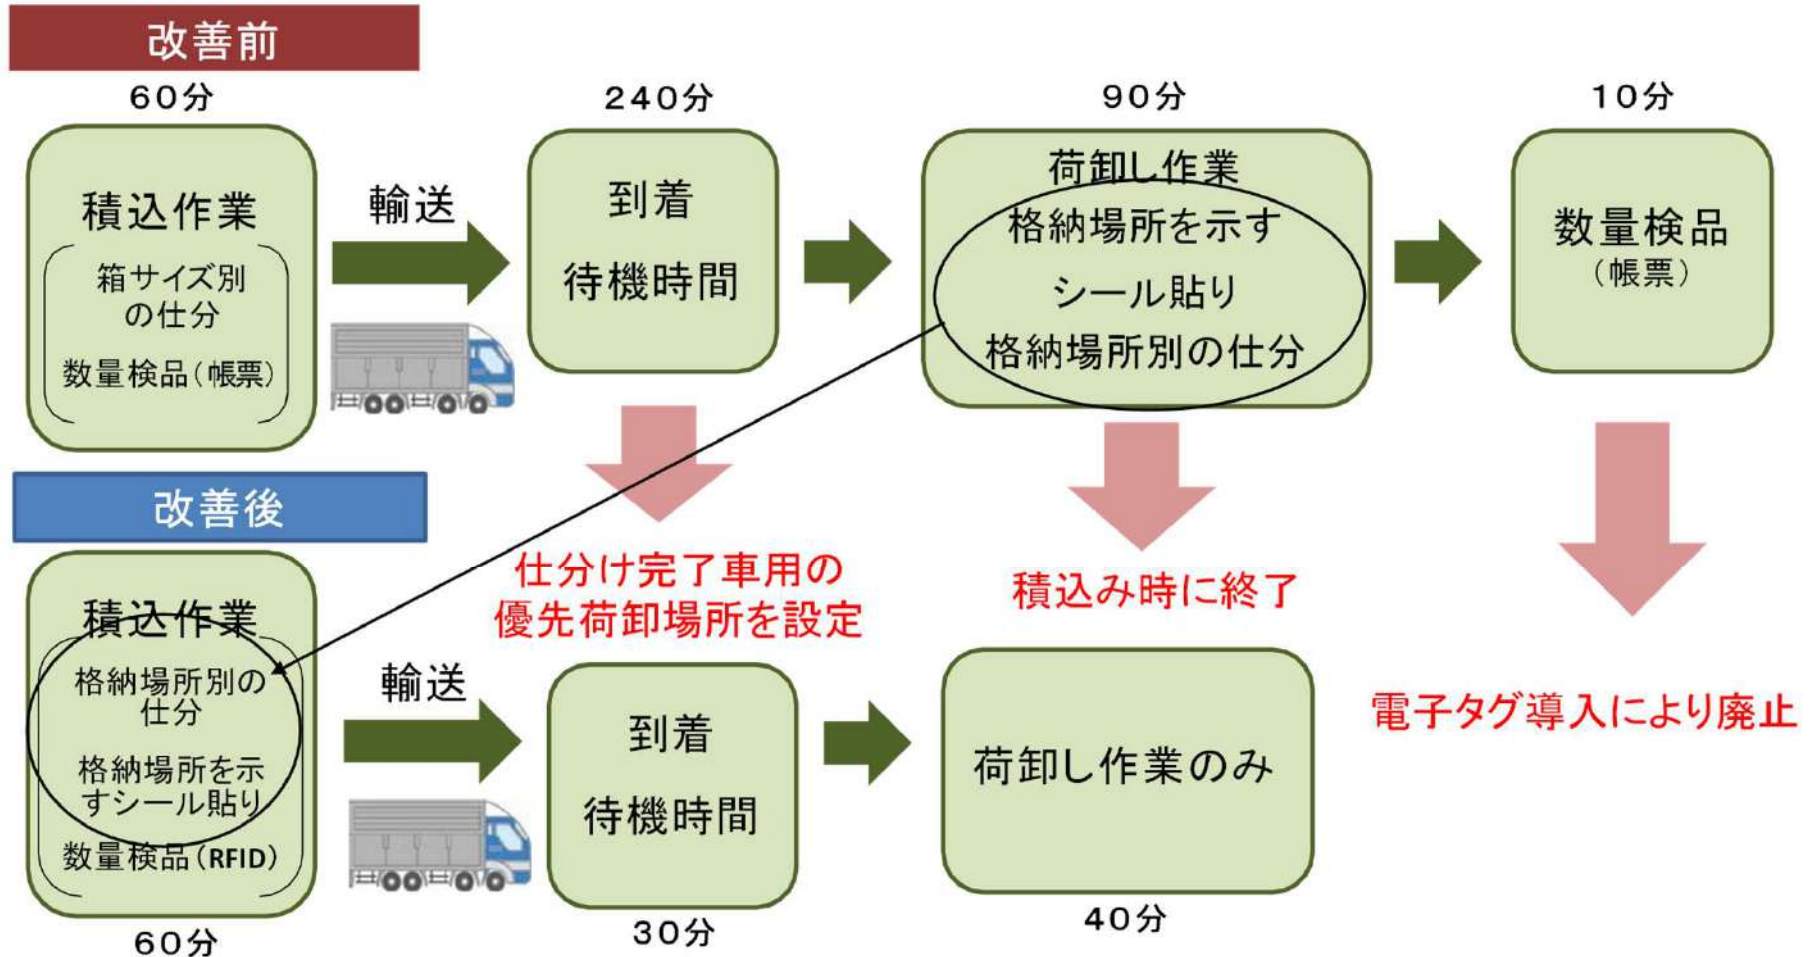 改善前
60分
240分
90分
10分
積込作業
箱サイズ別
の仕分
数量検品(帳票)
輸送
到着
待機時間
荷卸し作業
格納場所を示す
シール貼り
格納場所別の仕分
数量検品
(帳票)
改善後
仕分け完了車用の
優先荷卸場所を設定
積込み時に終了
電子タグ導入により廃止
積込作業
格納場所別の
仕分
格納場所を示
すシール貼り
数量検品(RFID)
60分
輸送
到着
待機時間
30分
荷卸し作業のみ
40分